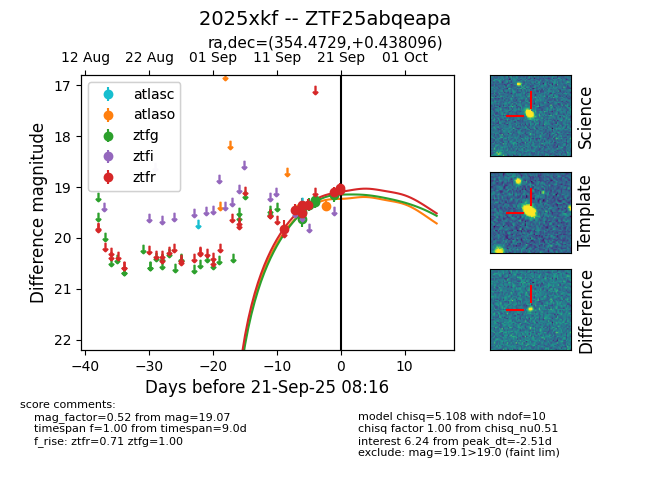 2025xkf -- ZTF25abqeapa
ra,dec=(354.4729,+0.438096)
12 Aug 22 Aug 01 Sep 11 Sep 21 Sep 01 Oct
17
18
19
20
21
22
Difference magnitude
atlasc
atlaso
ztfg
ztfi
ztfr
−40 −30 −20 −10 0 10
Days before 21-Sep-25 08:16
Science
Template
Difference
score comments:
mag_factor=0.52 from mag=19.07
timespan f=1.00 from timespan=9.0d
f_rise: ztfr=0.71 ztfg=1.00
model chisq=5.108 with ndof=10
chisq factor 1.00 from chisq_nu0.51
interest 6.24 from peak_dt=-2.51d
exclude: mag=19.1>19.0 (faint lim)